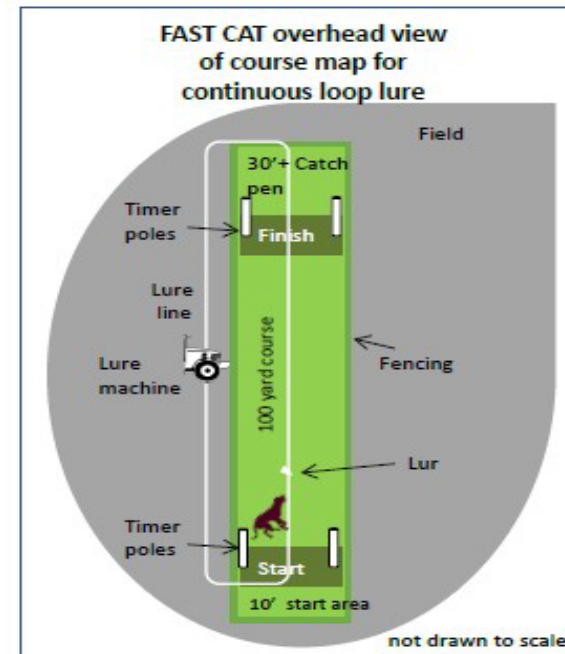 FAST CAT overhead view
of course map for
continuous loop lure
Field
30'+ Catch
pen
Timer
poles
Finish
Lure
line
Lure
machine
100 yard course
Fencing
Lur
Timer
poles
Start
10' start area
not drawn to scale